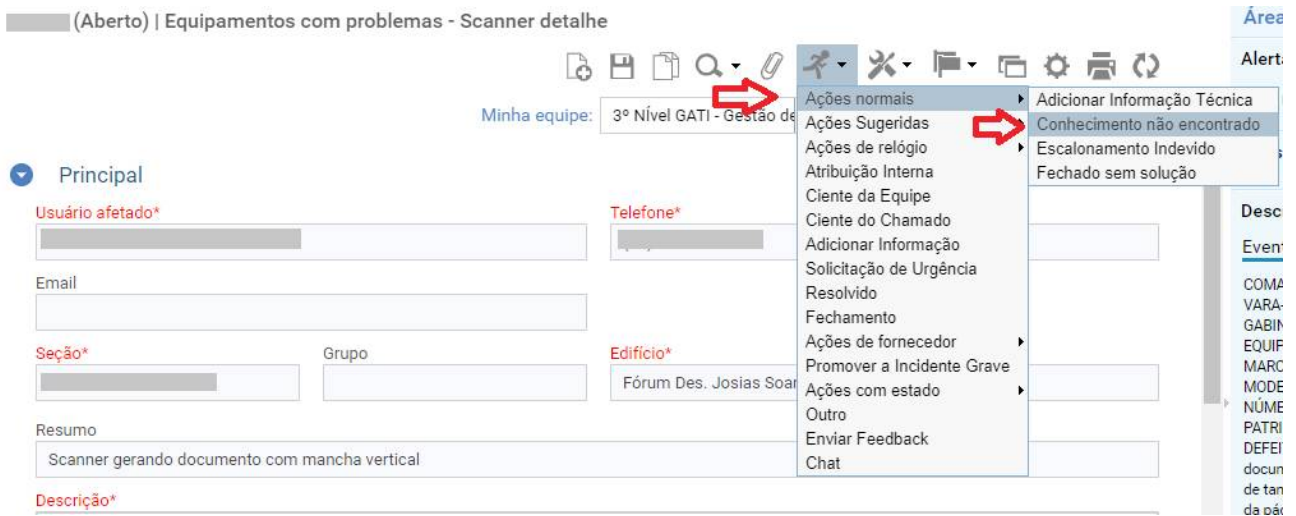 (Aberto) | Equipamentos com problemas - Scanner detalhe
Minha equipe: 3º Nível GATI - Gestão de
Principal
Usuário afetado*
Telefone*
Email
Seção*
Grupo
Edifício*
Fórum Des. Josias Soar
Resumo
Scanner gerando documento com mancha vertical
Descrição*
Ações normais
Ações Sugeridas
Ações de relógio
Atribuição Interna
Ciente da Equipe
Ciente do Chamado
Adicionar Informação
Solicitação de Urgência
Resolvido
Fechamento
Ações de fornecedor
Promover a Incidente Grave
Ações com estado
Outro
Enviar Feedback
Chat
Adicionar Informação Técnica
Conhecimento não encontrado
Escalonamento Indevido
Fechado sem solução
Área
Alert
Desc
Even
COMA
VARA-
GABIN
EQUIP
MARC
MODE
NÚME
PATRI
DEFEI
docun
de tan
da pág